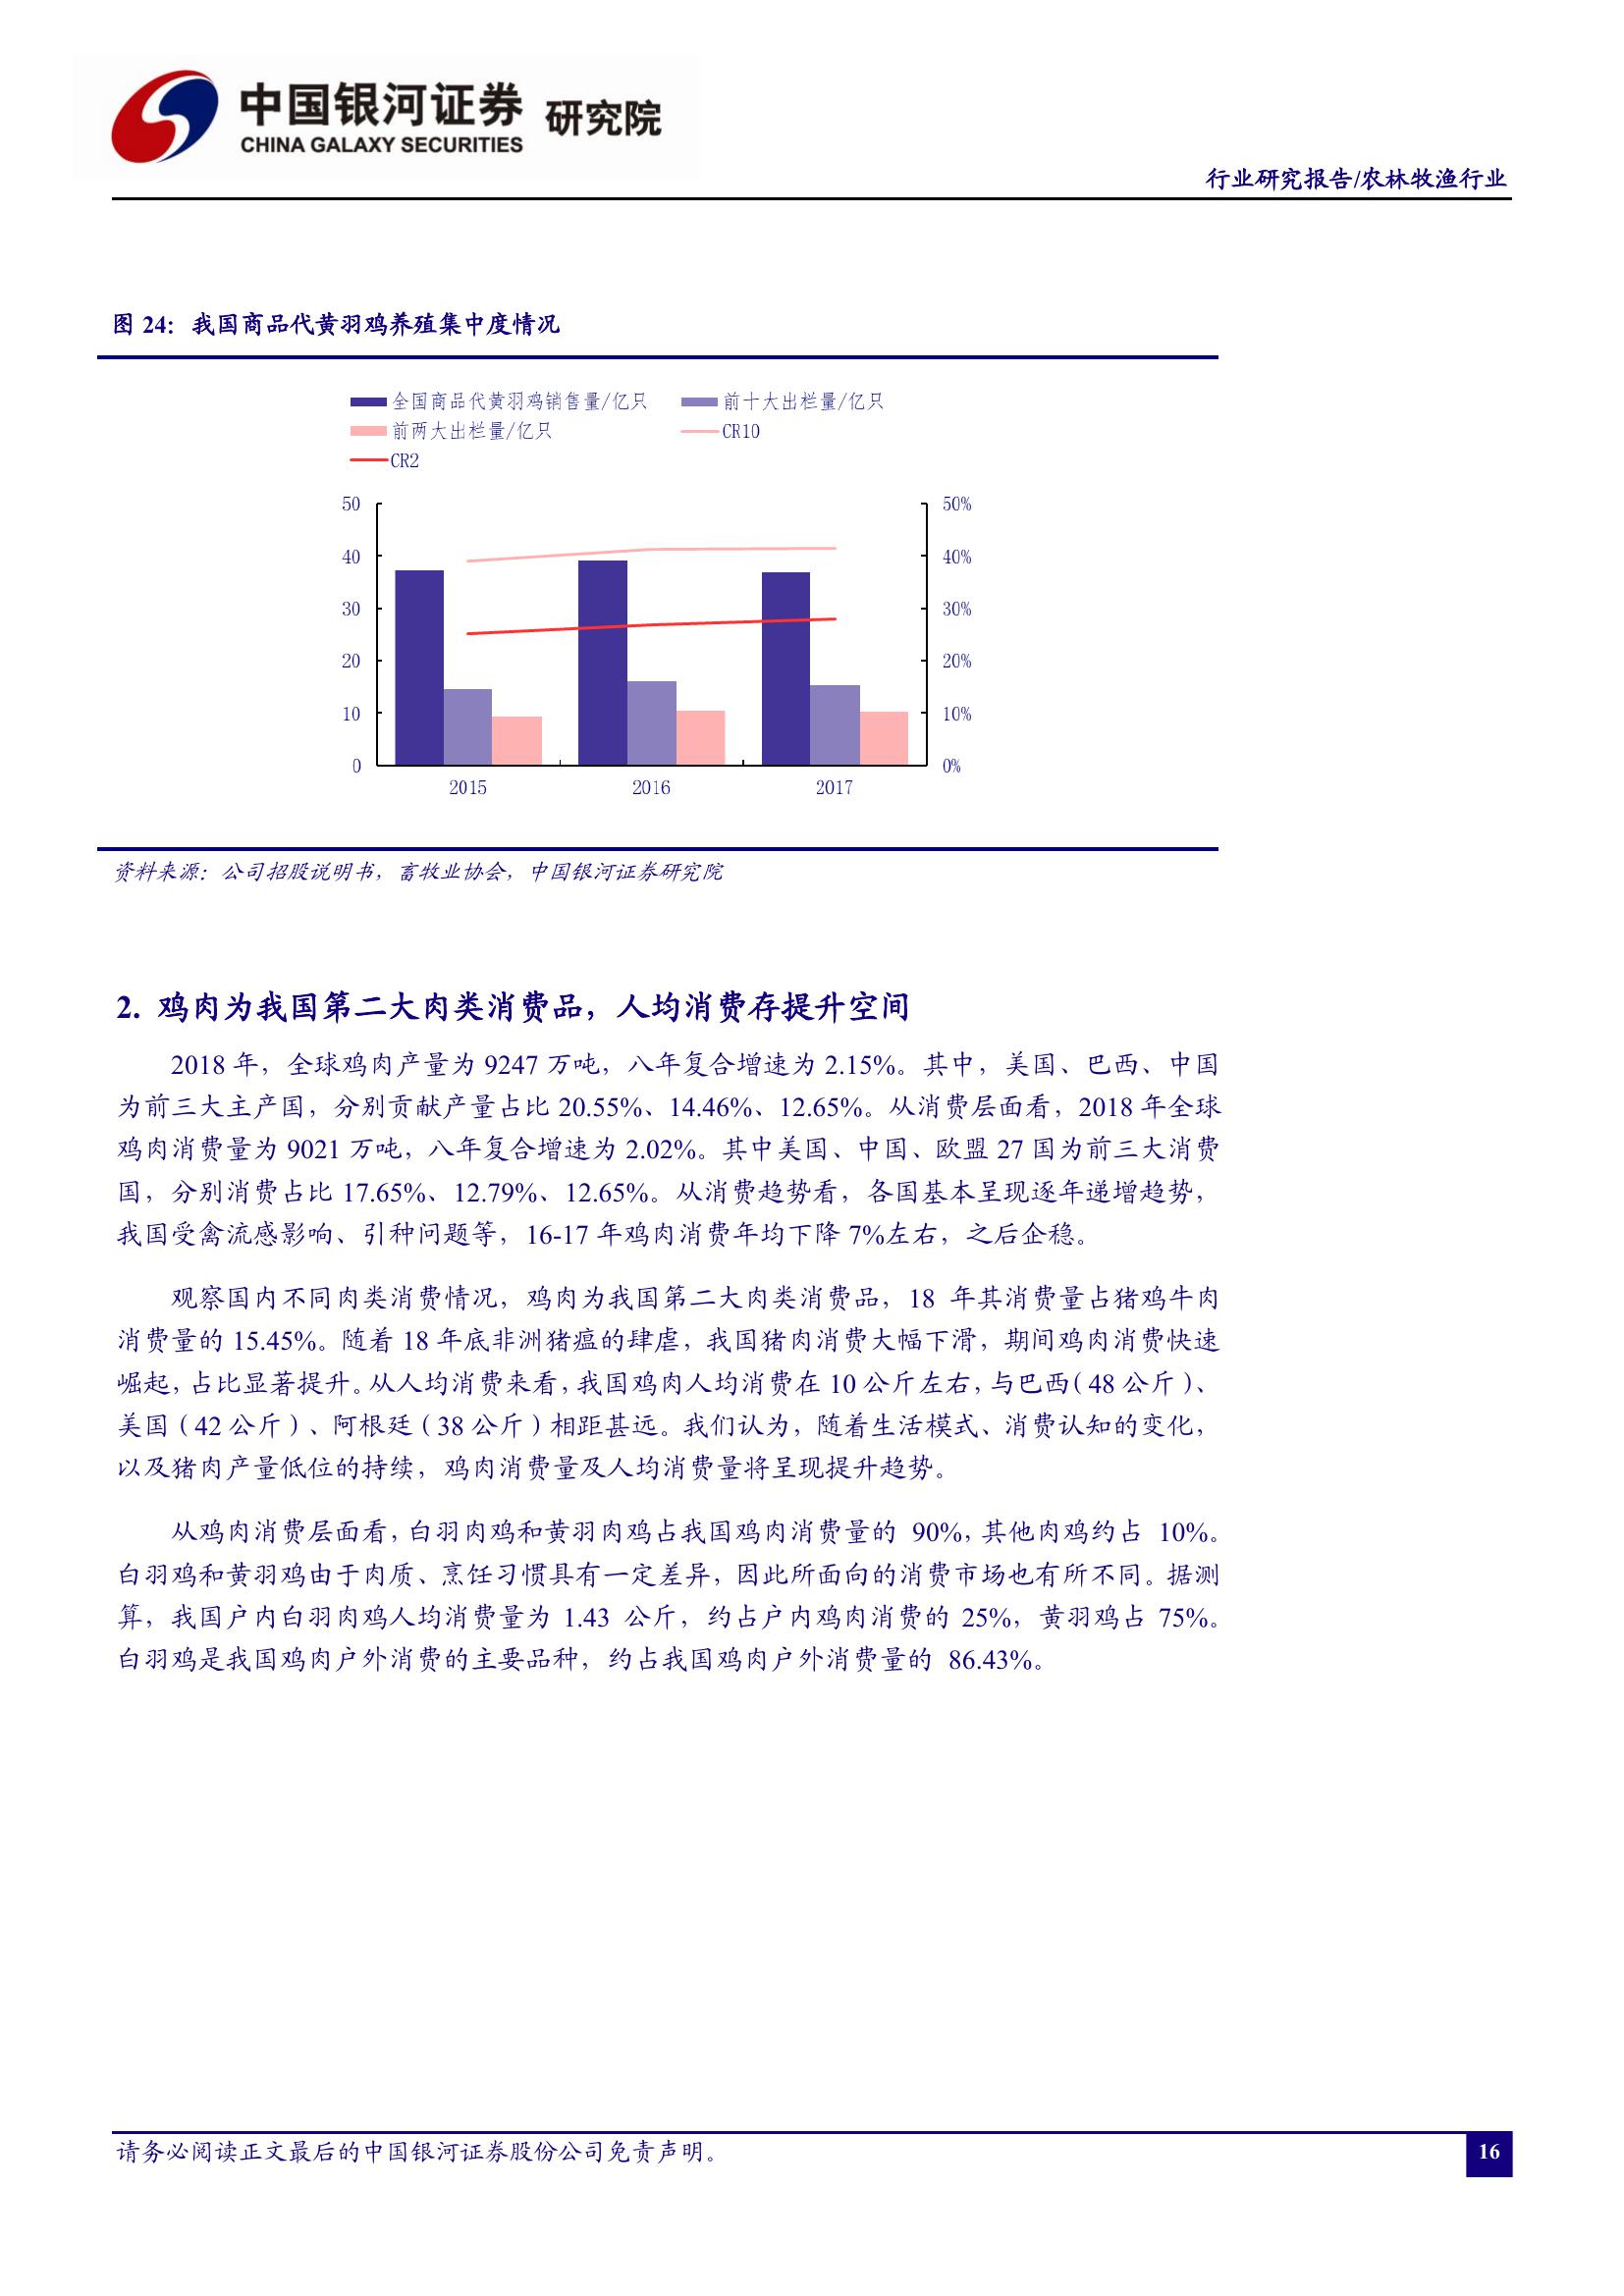 中国银河证券 研究院
CHINA GALAXY SECURITIES
行业研究报告/农林牧渔行业
图 24：我国商品代黄羽鸡养殖集中度情况
全国商品代黄羽鸡销售量/亿只 前十大出栏量/亿只
前两大出栏量/亿只 CR10
CR2
50 50%
40 40%
30 30%
20 20%
10 10%
0 0%
2015 2016 2017
资料来源：公司招股说明书，畜牧业协会，中国银河证券研究院
2. 鸡肉为我国第二大肉类消费品，人均消费存提升空间
2018 年，全球鸡肉产量为 9247 万吨，八年复合增速为 2.15%。其中，美国、巴西、中国
为前三大主产国，分别贡献产量占比 20.55%、14.46%、12.65%。从消费层面看，2018 年全球
鸡肉消费量为 9021 万吨，八年复合增速为 2.02%。其中美国、中国、欧盟 27 国为前三大消费
国，分别消费占比 17.65%、12.79%、12.65%。从消费趋势看，各国基本呈现逐年递增趋势，
我国受禽流感影响、引种问题等，16-17 年鸡肉消费年均下降 7%左右，之后企稳。
观察国内不同肉类消费情况，鸡肉为我国第二大肉类消费品，18 年其消费量占猪鸡牛肉
消费量的 15.45%。随着 18 年底非洲猪瘟的肆虐，我国猪肉消费大幅下滑，期间鸡肉消费快速
崛起，占比显著提升。从人均消费来看，我国鸡肉人均消费在 10 公斤左右，与巴西（48 公斤）、
美国（42 公斤）、阿根廷（38 公斤）相距甚远。我们认为，随着生活模式、消费认知的变化，
以及猪肉产量低位的持续，鸡肉消费量及人均消费量将呈现提升趋势。
从鸡肉消费层面看，白羽肉鸡和黄羽肉鸡占我国鸡肉消费量的 90%，其他肉鸡约占 10%。
白羽鸡和黄羽鸡由于肉质、烹饪习惯具有一定差异，因此所面向的消费市场也有所不同。据测
算，我国户内白羽肉鸡人均消费量为 1.43 公斤，约占户内鸡肉消费的 25%，黄羽鸡占 75%。
白羽鸡是我国鸡肉户外消费的主要品种，约占我国鸡肉户外消费量的 86.43%。
请务必阅读正文最后的中国银河证券股份公司免责声明。
16